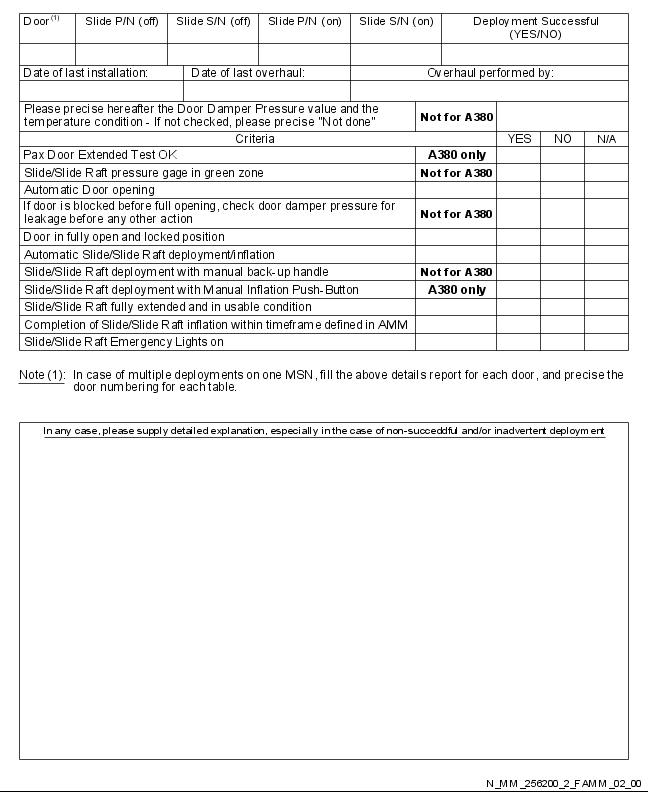 Door(1) Slide P/N (off) Slide S/N (off) Slide P/N (on) Slide S/N (on) Deployment Successful
(YES/NO)
Date of last installation: Date of last overhaul: Overhaul performed by:
Please precise hereafter the Door Damper Pressure value and the
temperature condition - If not checked, please precise "Not done" Not for A380
Criteria YES NO N/A
Pax Door Extended Test OK A380 only
Slide/Slide Raft pressure gage in green zone Not for A380
Automatic Door opening
If door is blocked before full opening, check door damper pressure for
leakage before any other action Not for A380
Door in fully open and locked position
Automatic Slide/Slide Raft deployment/inflation
Slide/Slide Raft deployment with manual back-up handle Not for A380
Slide/Slide Raft deployment with Manual Inflation Push-Button A380 only
Slide/Slide Raft fully extended and in usable condition
Completion of Slide/Slide Raft inflation within timeframe defined in AMM
Slide/Slide Raft Emergency Lights on
Note (1): In case of multiple deployments on one MSN, fill the above details report for each door, and precise the
door numbering for each table.
In any case, please supply detailed explanation, especially in the case of non-succeddful and/or inadvertent deployment
N_MM_256200_2_FAMM_02_00